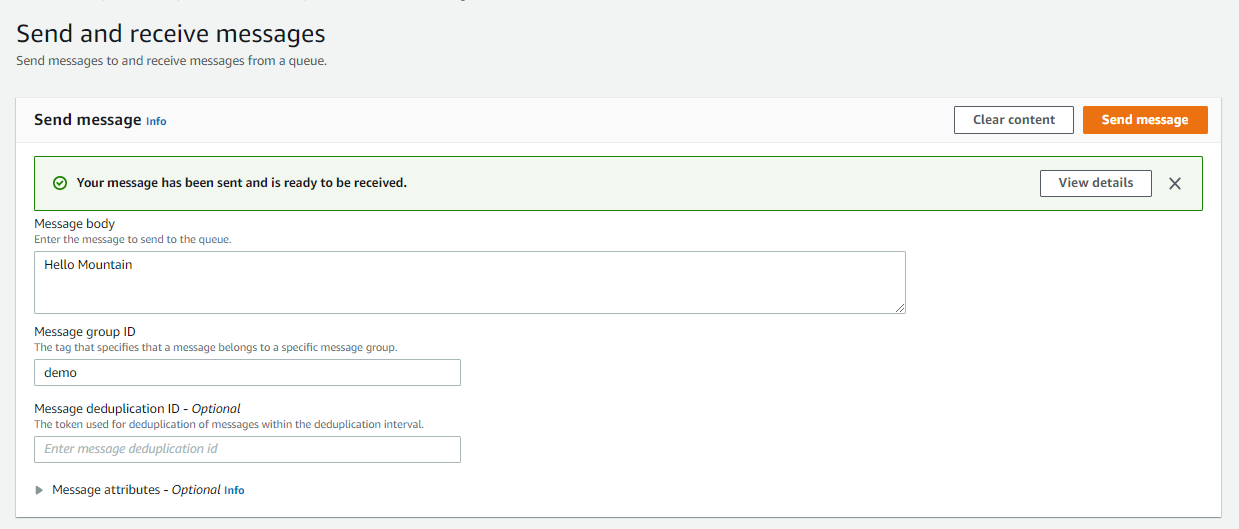 Send and receive messages
Send messages to and receive messages from a queue.
Send message Info
Clear content
Send message
Your message has been sent and is ready to be received.
View details
Message body
Enter the message to send to the queue.
Hello Mountain
Message group ID
The tag that specifies that a message belongs to a specific message group.
demo
Message deduplication ID - Optional
The token used for deduplication of messages within the deduplication interval.
Enter message deduplication id
Message attributes - Optional Info